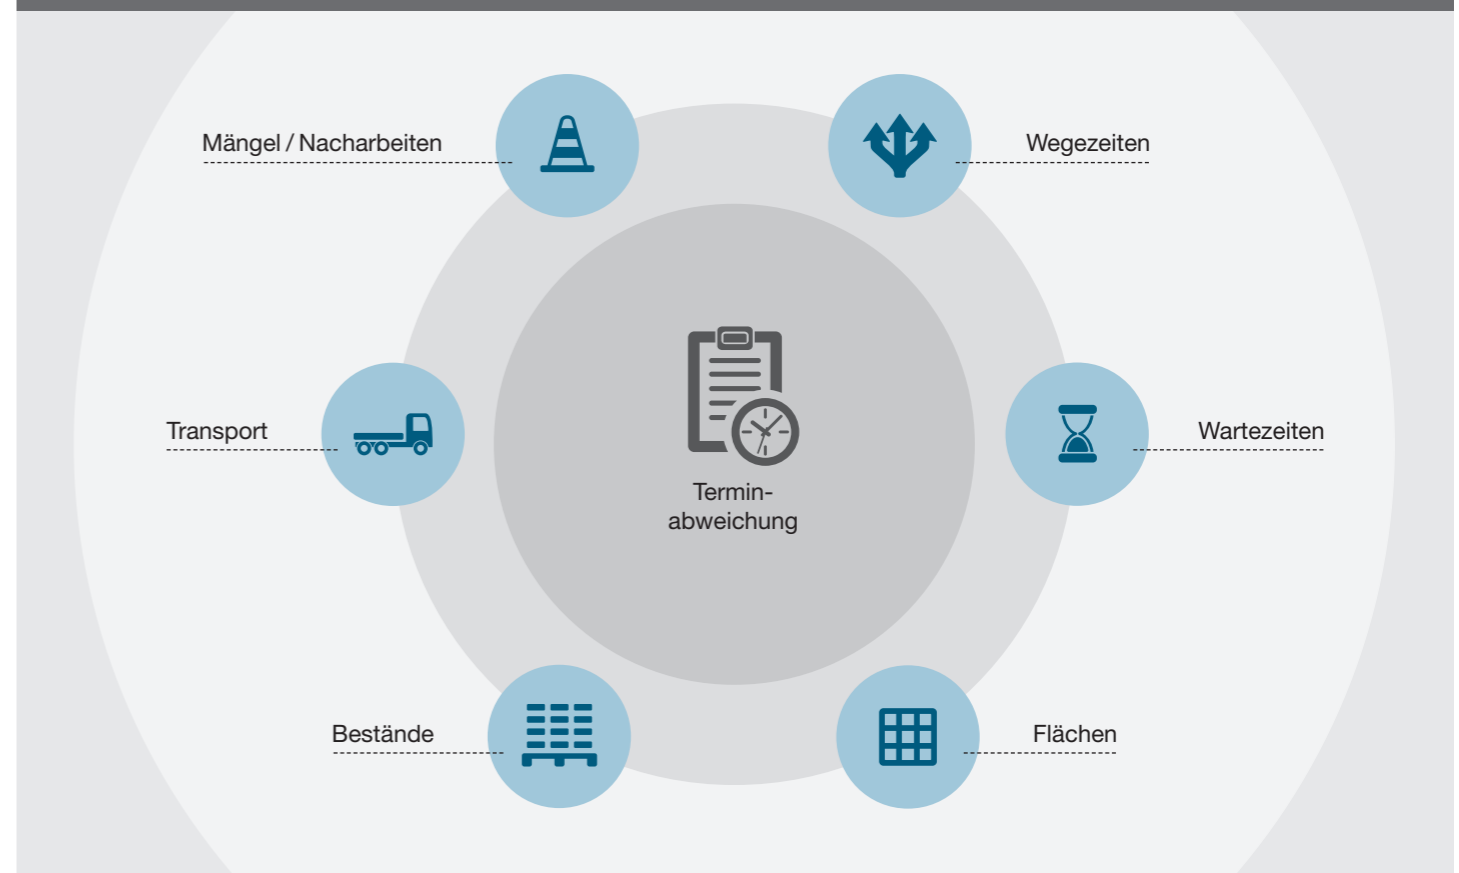 Mängel / Nacharbeiten
Wegezeiten
Transport
Wartezeiten
Termin-
abweichung
Bestände
Flächen